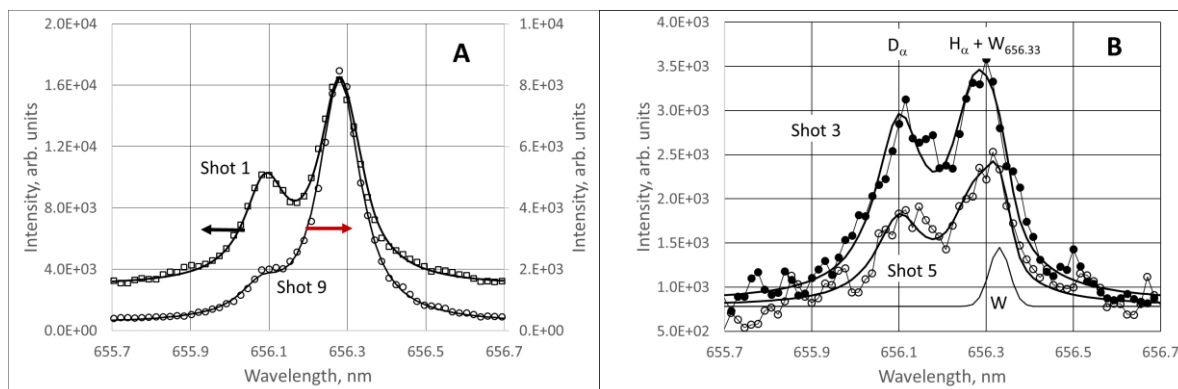 2.0E+04
1.6E+04
1.2E+04
8.0E+03
4.0E+03
0.0E+00
Intensity, arb. units
A
Shot 1
Shot 9
1.E+04
8.E+03
6.E+03
4.E+03
2.E+03
0.E+00
Intensity, arb. units
655.7 655.9 656.1 656.3 656.5 656.7
Wavelength, nm
4.0E+03
3.5E+03
3.0E+03
2.5E+03
2.0E+03
1.5E+03
1.0E+03
5.0E+02
Intensity, arb. units
Dα Hα + W656.33 B
Shot 3
Shot 5
W
655.7 655.9 656.1 656.3 656.5 656.7
Wavelength, nm